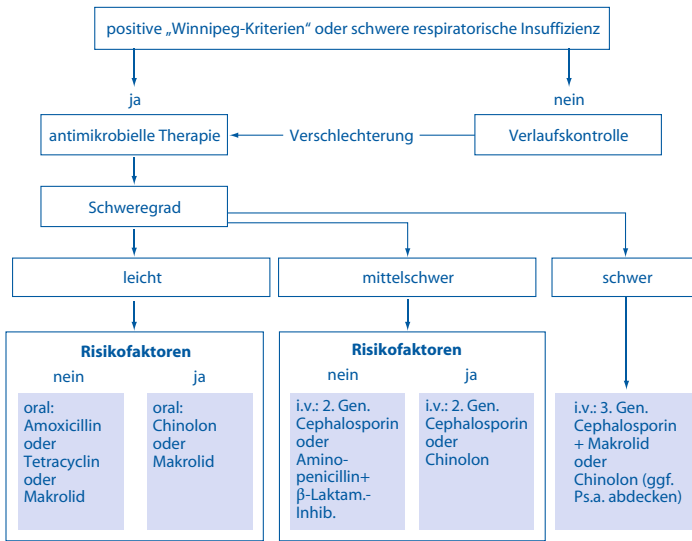 positive „Winnipeg-Kriterien“ oder schwere respiratorische Insuffizienz
ja
nein
antimikrobielle Therapie
Verschlechterung
Verlaufskontrolle
Schweregrad
leicht
mittelschwer
schwer
Risikofaktoren
nein
ja
oral:
Amoxicillin
oder
Tetracyclin
oder
Makrolid
oral:
Chinolon
oder
Makrolid
Risikofaktoren
nein
ja
i.v.: 2. Gen.
Cephalosporin
oder
Amino-
penicillin+
β-Laktam.-
Inhib.
i.v.: 2. Gen.
Cephalosporin
oder
Chinolon
i.v.: 3. Gen.
Cephalosporin
+ Makrolid
oder
Chinolon (ggf.
Ps.a. abdecken)